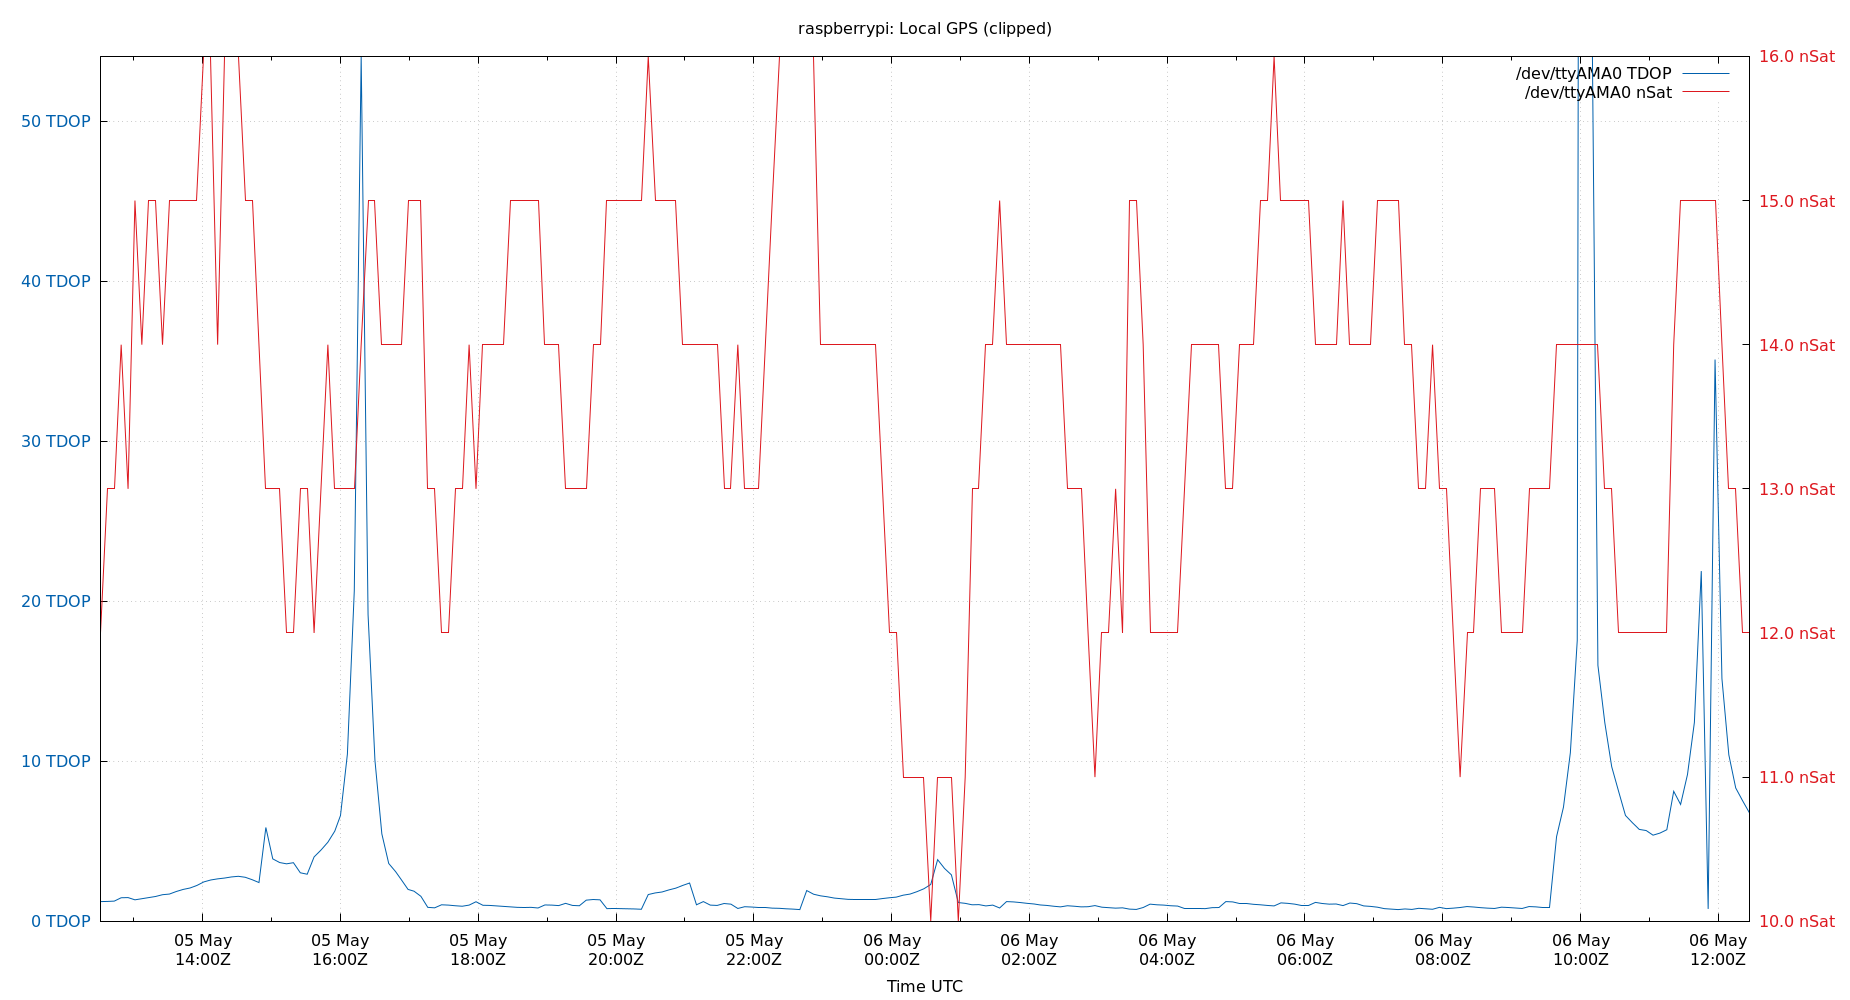 raspberrypi: Local GPS (clipped)
/dev/ttyAMA0 TDOP
/dev/ttyAMA0 nSat
50 TDOP
40 TDOP
30 TDOP
20 TDOP
10 TDOP
0 TDOP
16.0 nSat
15.0 nSat
14.0 nSat
13.0 nSat
12.0 nSat
11.0 nSat
10.0 nSat
05 May
14:00Z
05 May
16:00Z
05 May
18:00Z
05 May
20:00Z
05 May
22:00Z
06 May
00:00Z
06 May
02:00Z
06 May
04:00Z
06 May
06:00Z
06 May
08:00Z
06 May
10:00Z
06 May
12:00Z
Time UTC